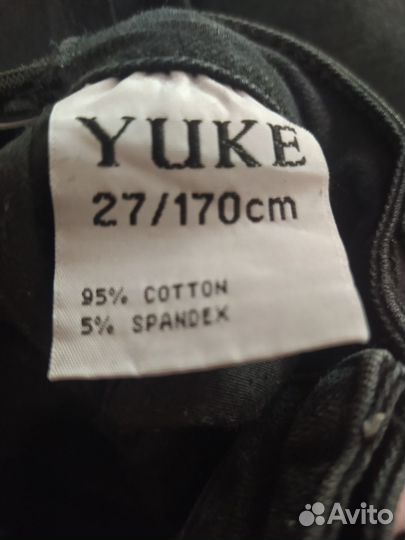 YUKE
27/170cm
95% COTTON
5% SPANDEX
Avito